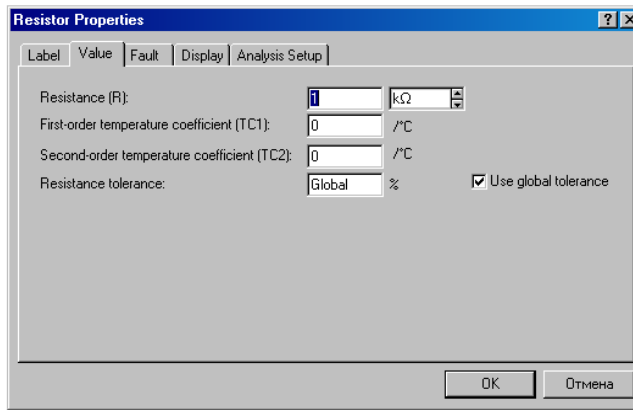 Resistor Properties ? X
Label Value Fault Display Analysis Setup
Resistance (R): 1 kΩ
First-order temperature coefficient (TC1): 0 /°C
Second-order temperature coefficient (TC2): 0 /°C
Resistance tolerance: Global % Use global tolerance
OK Отмена